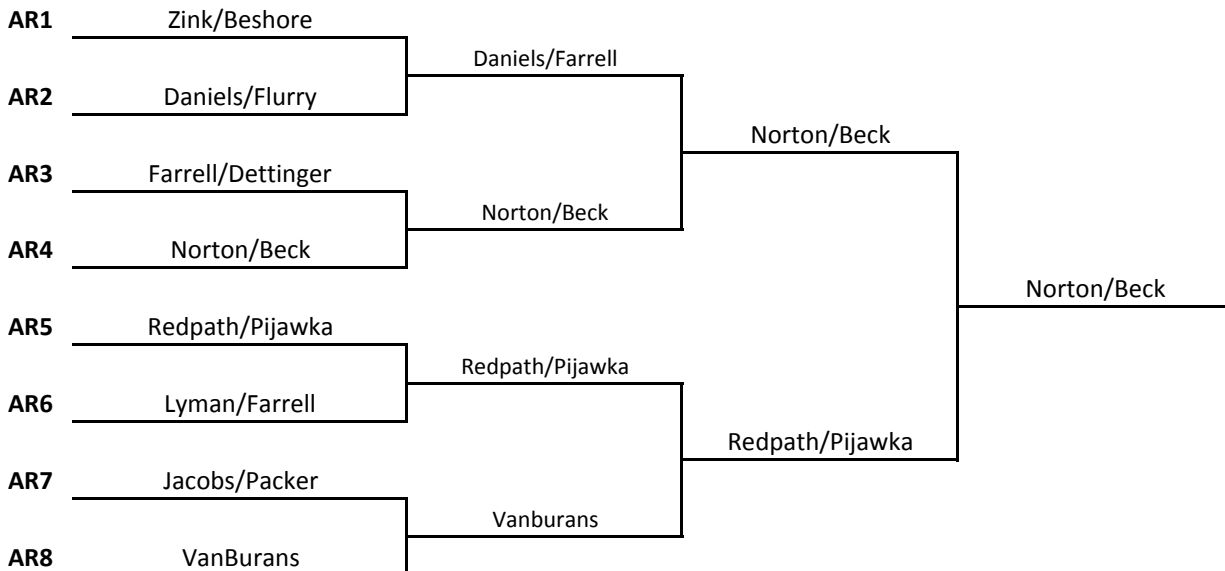 AR1 Zink/Beshore
Daniels/Farrell
AR2 Daniels/Flurry
Norton/Beck
AR3 Farrell/Dettinger
Norton/Beck
AR4 Norton/Beck
Norton/Beck
AR5 Redpath/Pijawka
Redpath/Pijawka
AR6 Lyman/Farrell
Redpath/Pijawka
AR7 Jacobs/Packer
Vanburans
AR8 VanBurans